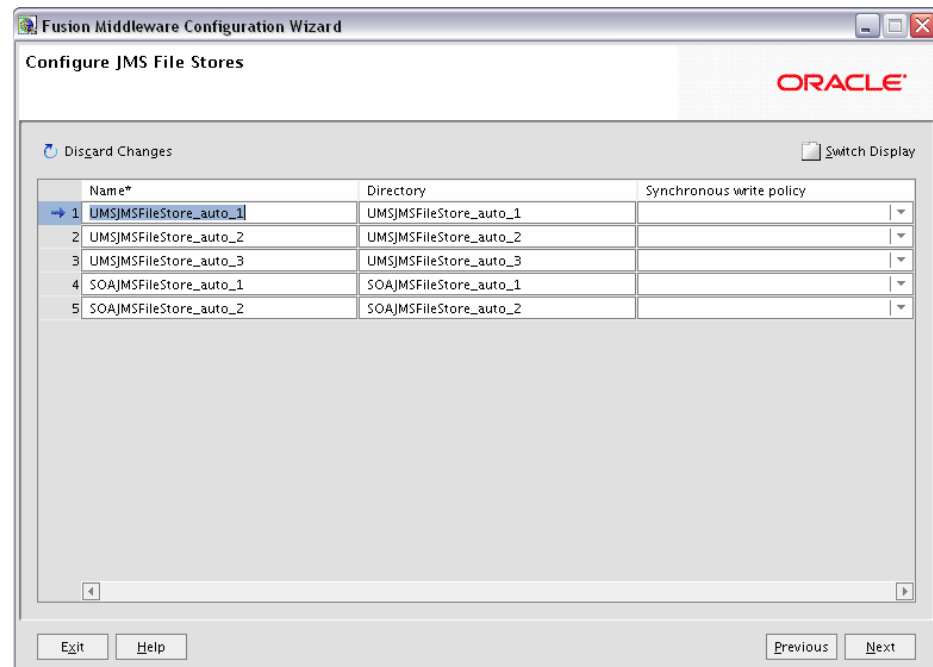 Fusion Middleware Configuration Wizard
Configure JMS File Stores
ORACLE
Discard Changes
Switch Display
Name* Directory Synchronous write policy
1 UMSJMSFileStore_auto_1 UMSJMSFileStore_auto_1
2 UMSJMSFileStore_auto_2 UMSJMSFileStore_auto_2
3 UMSJMSFileStore_auto_3 UMSJMSFileStore_auto_3
4 SOAJMSFileStore_auto_1 SOAJMSFileStore_auto_1
5 SOAJMSFileStore_auto_2 SOAJMSFileStore_auto_2
Exit Help Previous Next